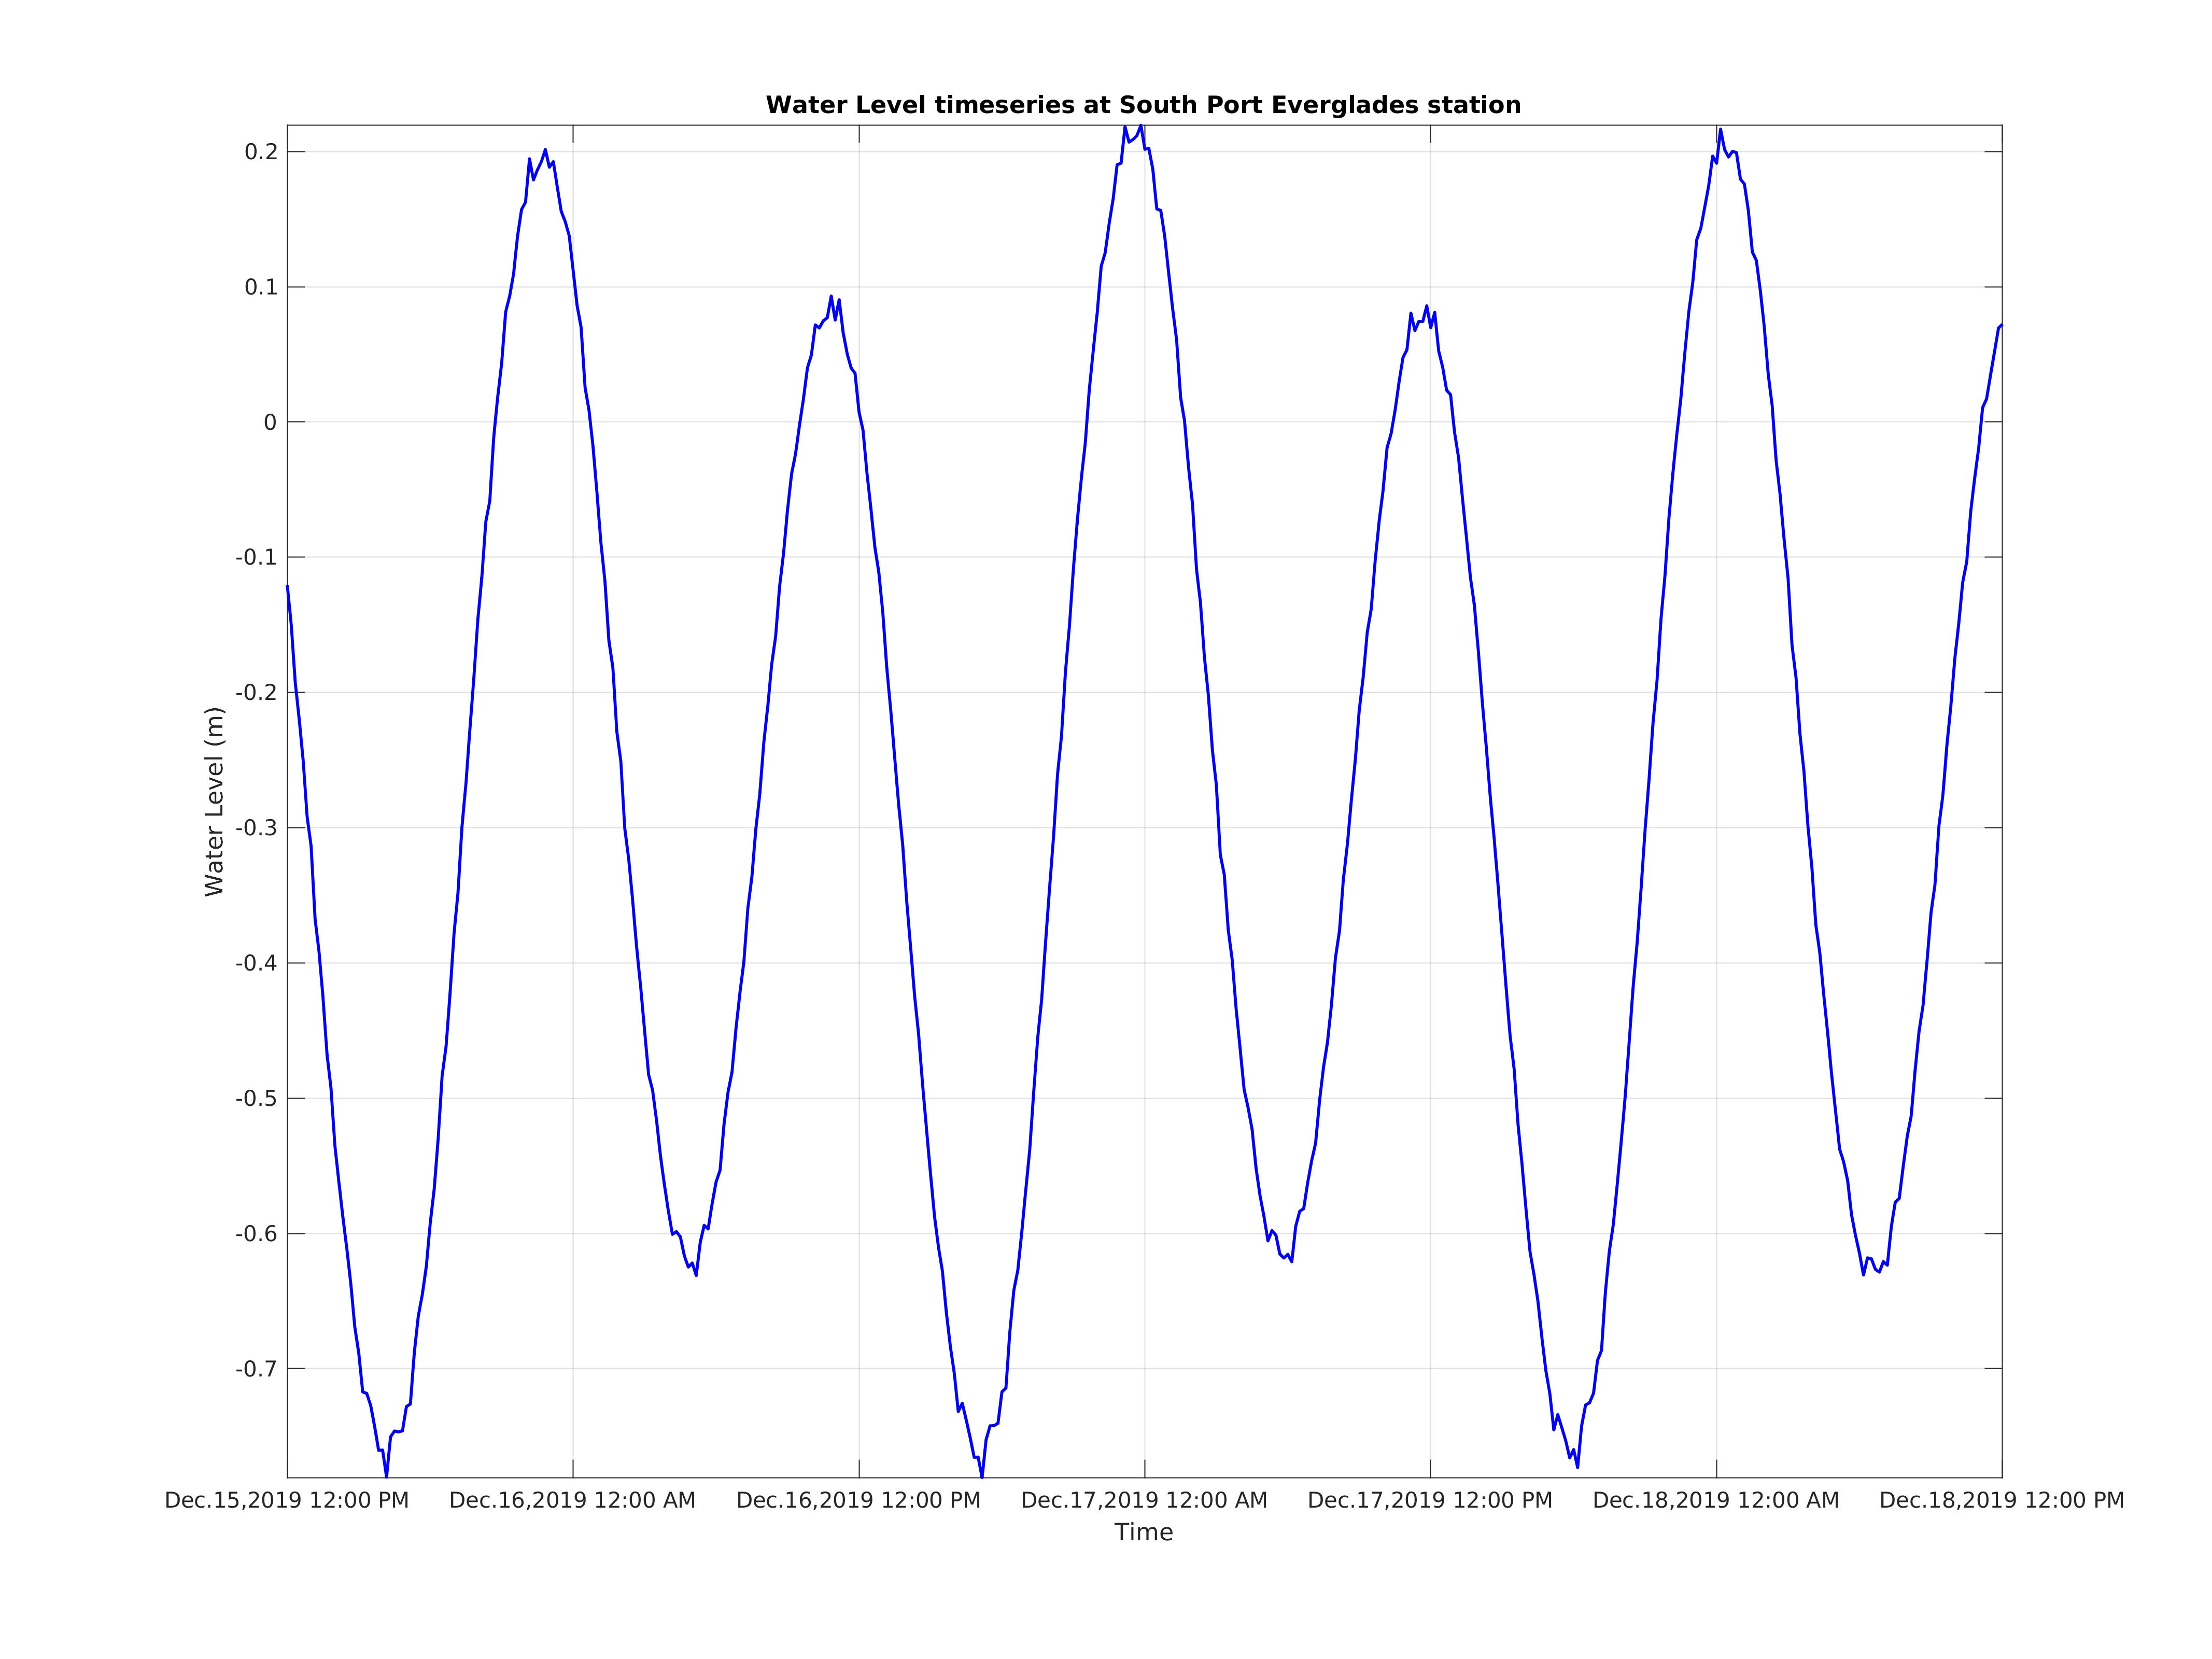 Water Level timeseries at South Port Everglades station
0.2
0.1
0
-0.1
-0.2
-0.3
-0.4
-0.5
-0.6
-0.7
Water Level (m)
Dec.15,2019 12:00 PM
Dec.16,2019 12:00 AM
Dec.16,2019 12:00 PM
Dec.17,2019 12:00 AM
Dec.17,2019 12:00 PM
Dec.18,2019 12:00 AM
Dec.18,2019 12:00 PM
Time